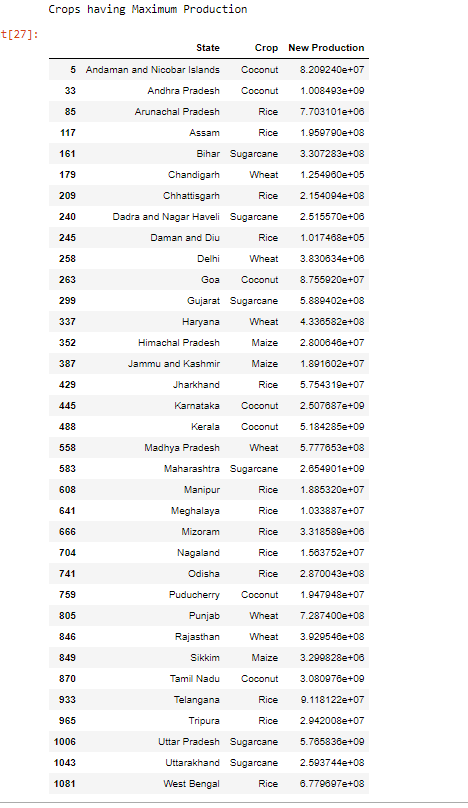 Crops having Maximum Production
t[27]:
State Crop New Production
5 Andaman and Nicobar Islands Coconut 8.209240e+07
33 Andhra Pradesh Coconut 1.008493e+09
85 Arunachal Pradesh Rice 7.703101e+06
117 Assam Rice 1.959790e+08
161 Bihar Sugarcane 3.307283e+08
179 Chandigarh Wheat 1.254960e+05
209 Chhattisgarh Rice 2.154094e+08
240 Dadra and Nagar Haveli Sugarcane 2.515570e+06
245 Daman and Diu Rice 1.017468e+05
258 Delhi Wheat 3.830634e+06
263 Goa Coconut 8.755920e+07
299 Gujarat Sugarcane 5.889402e+08
337 Haryana Wheat 4.336582e+08
352 Himachal Pradesh Maize 2.800646e+07
387 Jammu and Kashmir Maize 1.891602e+07
429 Jharkhand Rice 5.754319e+07
445 Karnataka Coconut 2.507687e+09
488 Kerala Coconut 5.184285e+09
558 Madhya Pradesh Wheat 5.777653e+08
583 Maharashtra Sugarcane 2.654901e+09
608 Manipur Rice 1.885320e+07
641 Meghalaya Rice 1.033887e+07
666 Mizoram Rice 3.318589e+06
704 Nagaland Rice 1.563752e+07
741 Odisha Rice 2.870043e+08
759 Puducherry Coconut 1.947948e+07
805 Punjab Wheat 7.287400e+08
846 Rajasthan Wheat 3.929546e+08
849 Sikkim Maize 3.299828e+06
870 Tamil Nadu Coconut 3.080976e+09
933 Telangana Rice 9.118122e+07
965 Tripura Rice 2.942008e+07
1006 Uttar Pradesh Sugarcane 5.765836e+09
1043 Uttarakhand Sugarcane 2.593744e+08
1081 West Bengal Rice 6.779697e+08